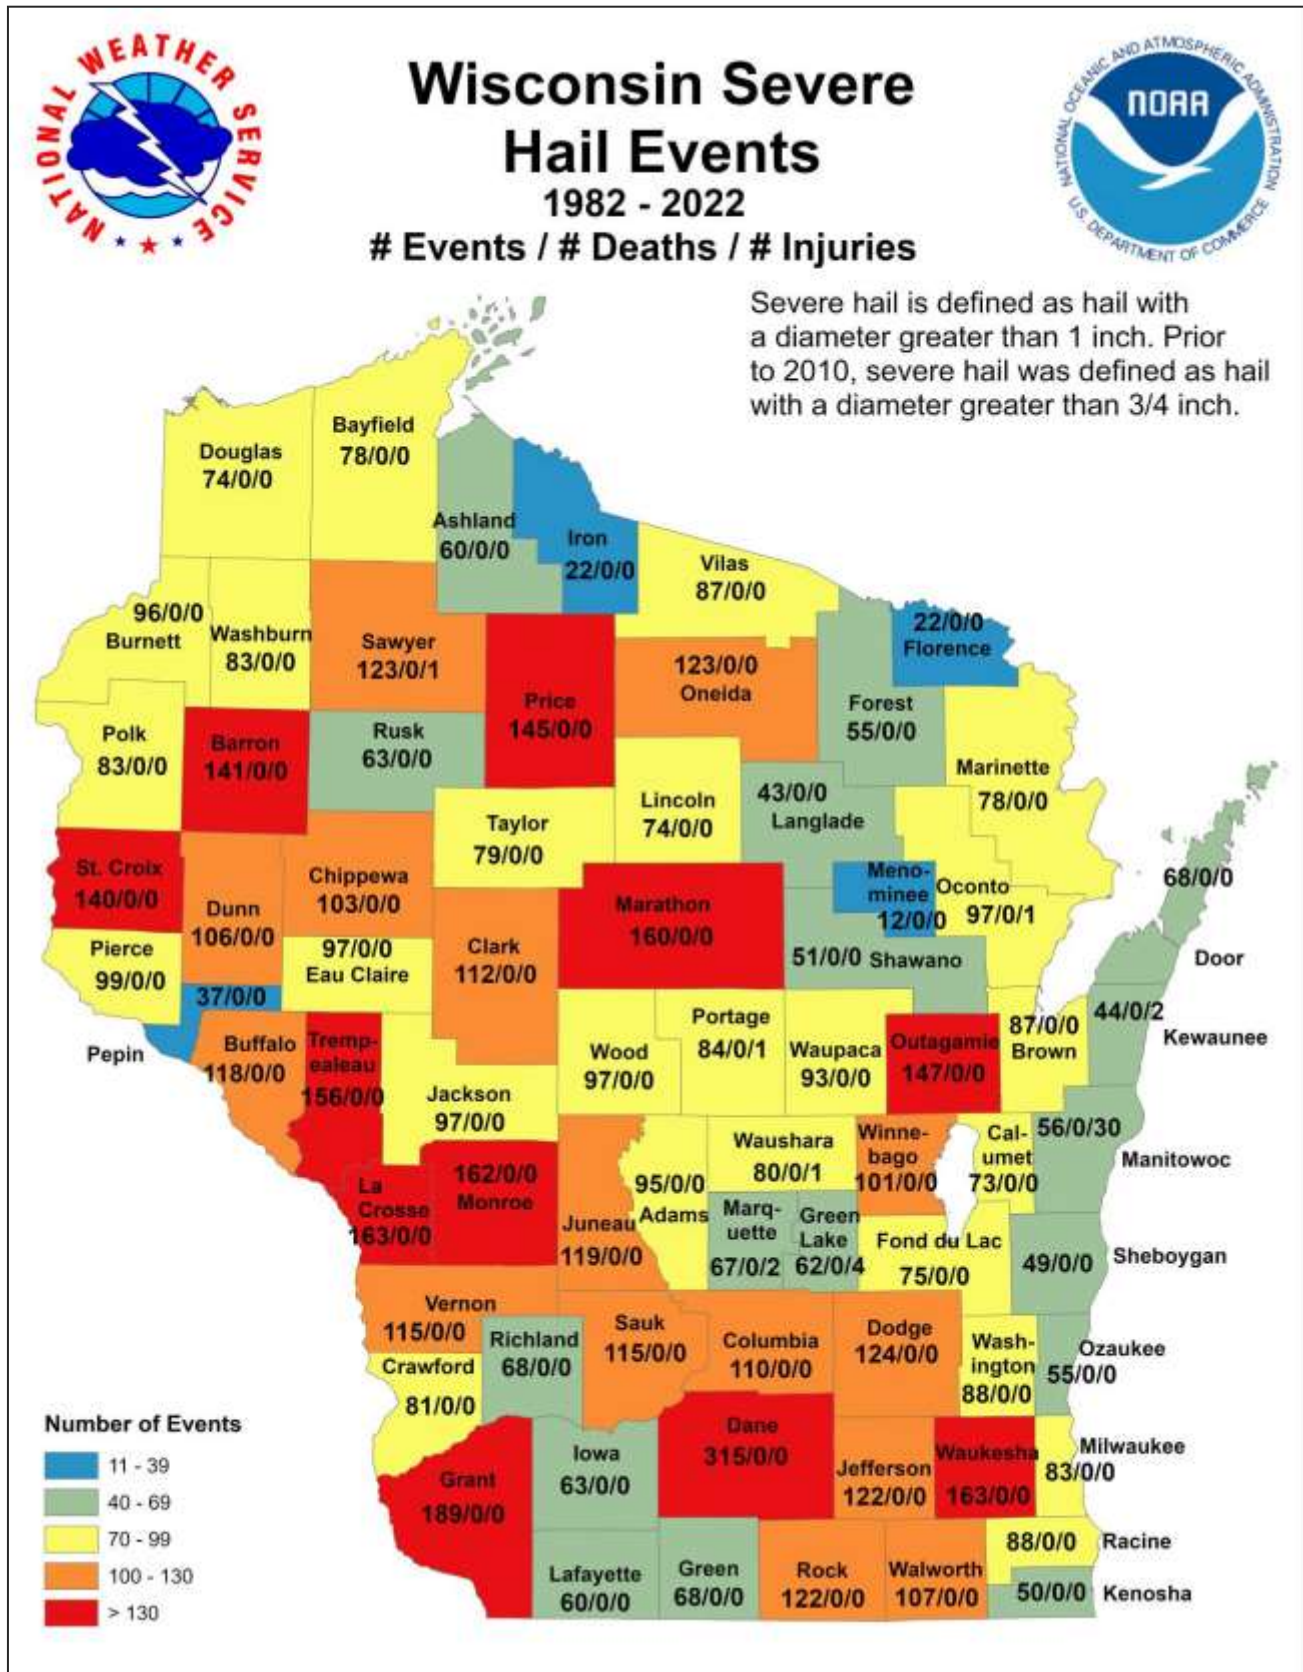 NATIONAL WEATHER SERVICE
Wisconsin Severe
Hail Events
1982 - 2022
# Events / # Deaths / # Injuries
NATIONAL OCEANIC AND ATMOSPHERIC ADMINISTRATION
NOAA
U.S. DEPARTMENT OF COMMERCE
Severe hail is defined as hail with
a diameter greater than 1 inch. Prior
to 2010, severe hail was defined as hail
with a diameter greater than 3/4 inch.
Bayfield
78/0/0
Douglas
74/0/0
Ashland
60/0/0
Iron
22/0/0
Vilas
87/0/0
96/0/0
Burnett
Washburn
83/0/0
Sawyer
123/0/1
Price
145/0/0
123/0/0
Oneida
22/0/0
Florence
Forest
55/0/0
Polk
83/0/0
Barron
141/0/0
Rusk
63/0/0
Marinette
78/0/0
Taylor
79/0/0
Lincoln
74/0/0
43/0/0
Langlade
St. Croix
140/0/0
Dunn
106/0/0
Chippewa
103/0/0
Clark
112/0/0
Marathon
160/0/0
Meno-
minee
12/0/0
Oconto
97/0/1
68/0/0
Door
Pierce
99/0/0
97/0/0
Eau Claire
51/0/0 Shawano
37/0/0
Pepin
Buffalo
118/0/0
Tremp-
ealeau
156/0/0
Jackson
97/0/0
Wood
97/0/0
Portage
84/0/1
Waupaca
93/0/0
Outagamie
147/0/0
87/0/0
Brown
44/0/2
Kewaunee
La
Crosse
163/0/0
162/0/0
Monroe
Juneau
119/0/0
95/0/0
Adams
Waushara
80/0/1
Winne-
bago
101/0/0
Cal-
umet
73/0/0
56/0/30
Manitowoc
Marq-
uette
67/0/2
Green
Lake
62/0/4
Fond du Lac
75/0/0
49/0/0
Sheboygan
Vernon
115/0/0
Richland
68/0/0
Sauk
115/0/0
Columbia
110/0/0
Dodge
124/0/0
Wash-
ington
88/0/0
Ozaukee
55/0/0
Crawford
81/0/0
Grant
189/0/0
Iowa
63/0/0
Dane
315/0/0
Jefferson
122/0/0
Waukesha
163/0/0
Milwaukee
83/0/0
Lafayette
60/0/0
Green
68/0/0
Rock
122/0/0
Walworth
107/0/0
88/0/0
Racine
50/0/0
Kenosha
Number of Events
11 - 39
40 - 69
70 - 99
100 - 130
> 130